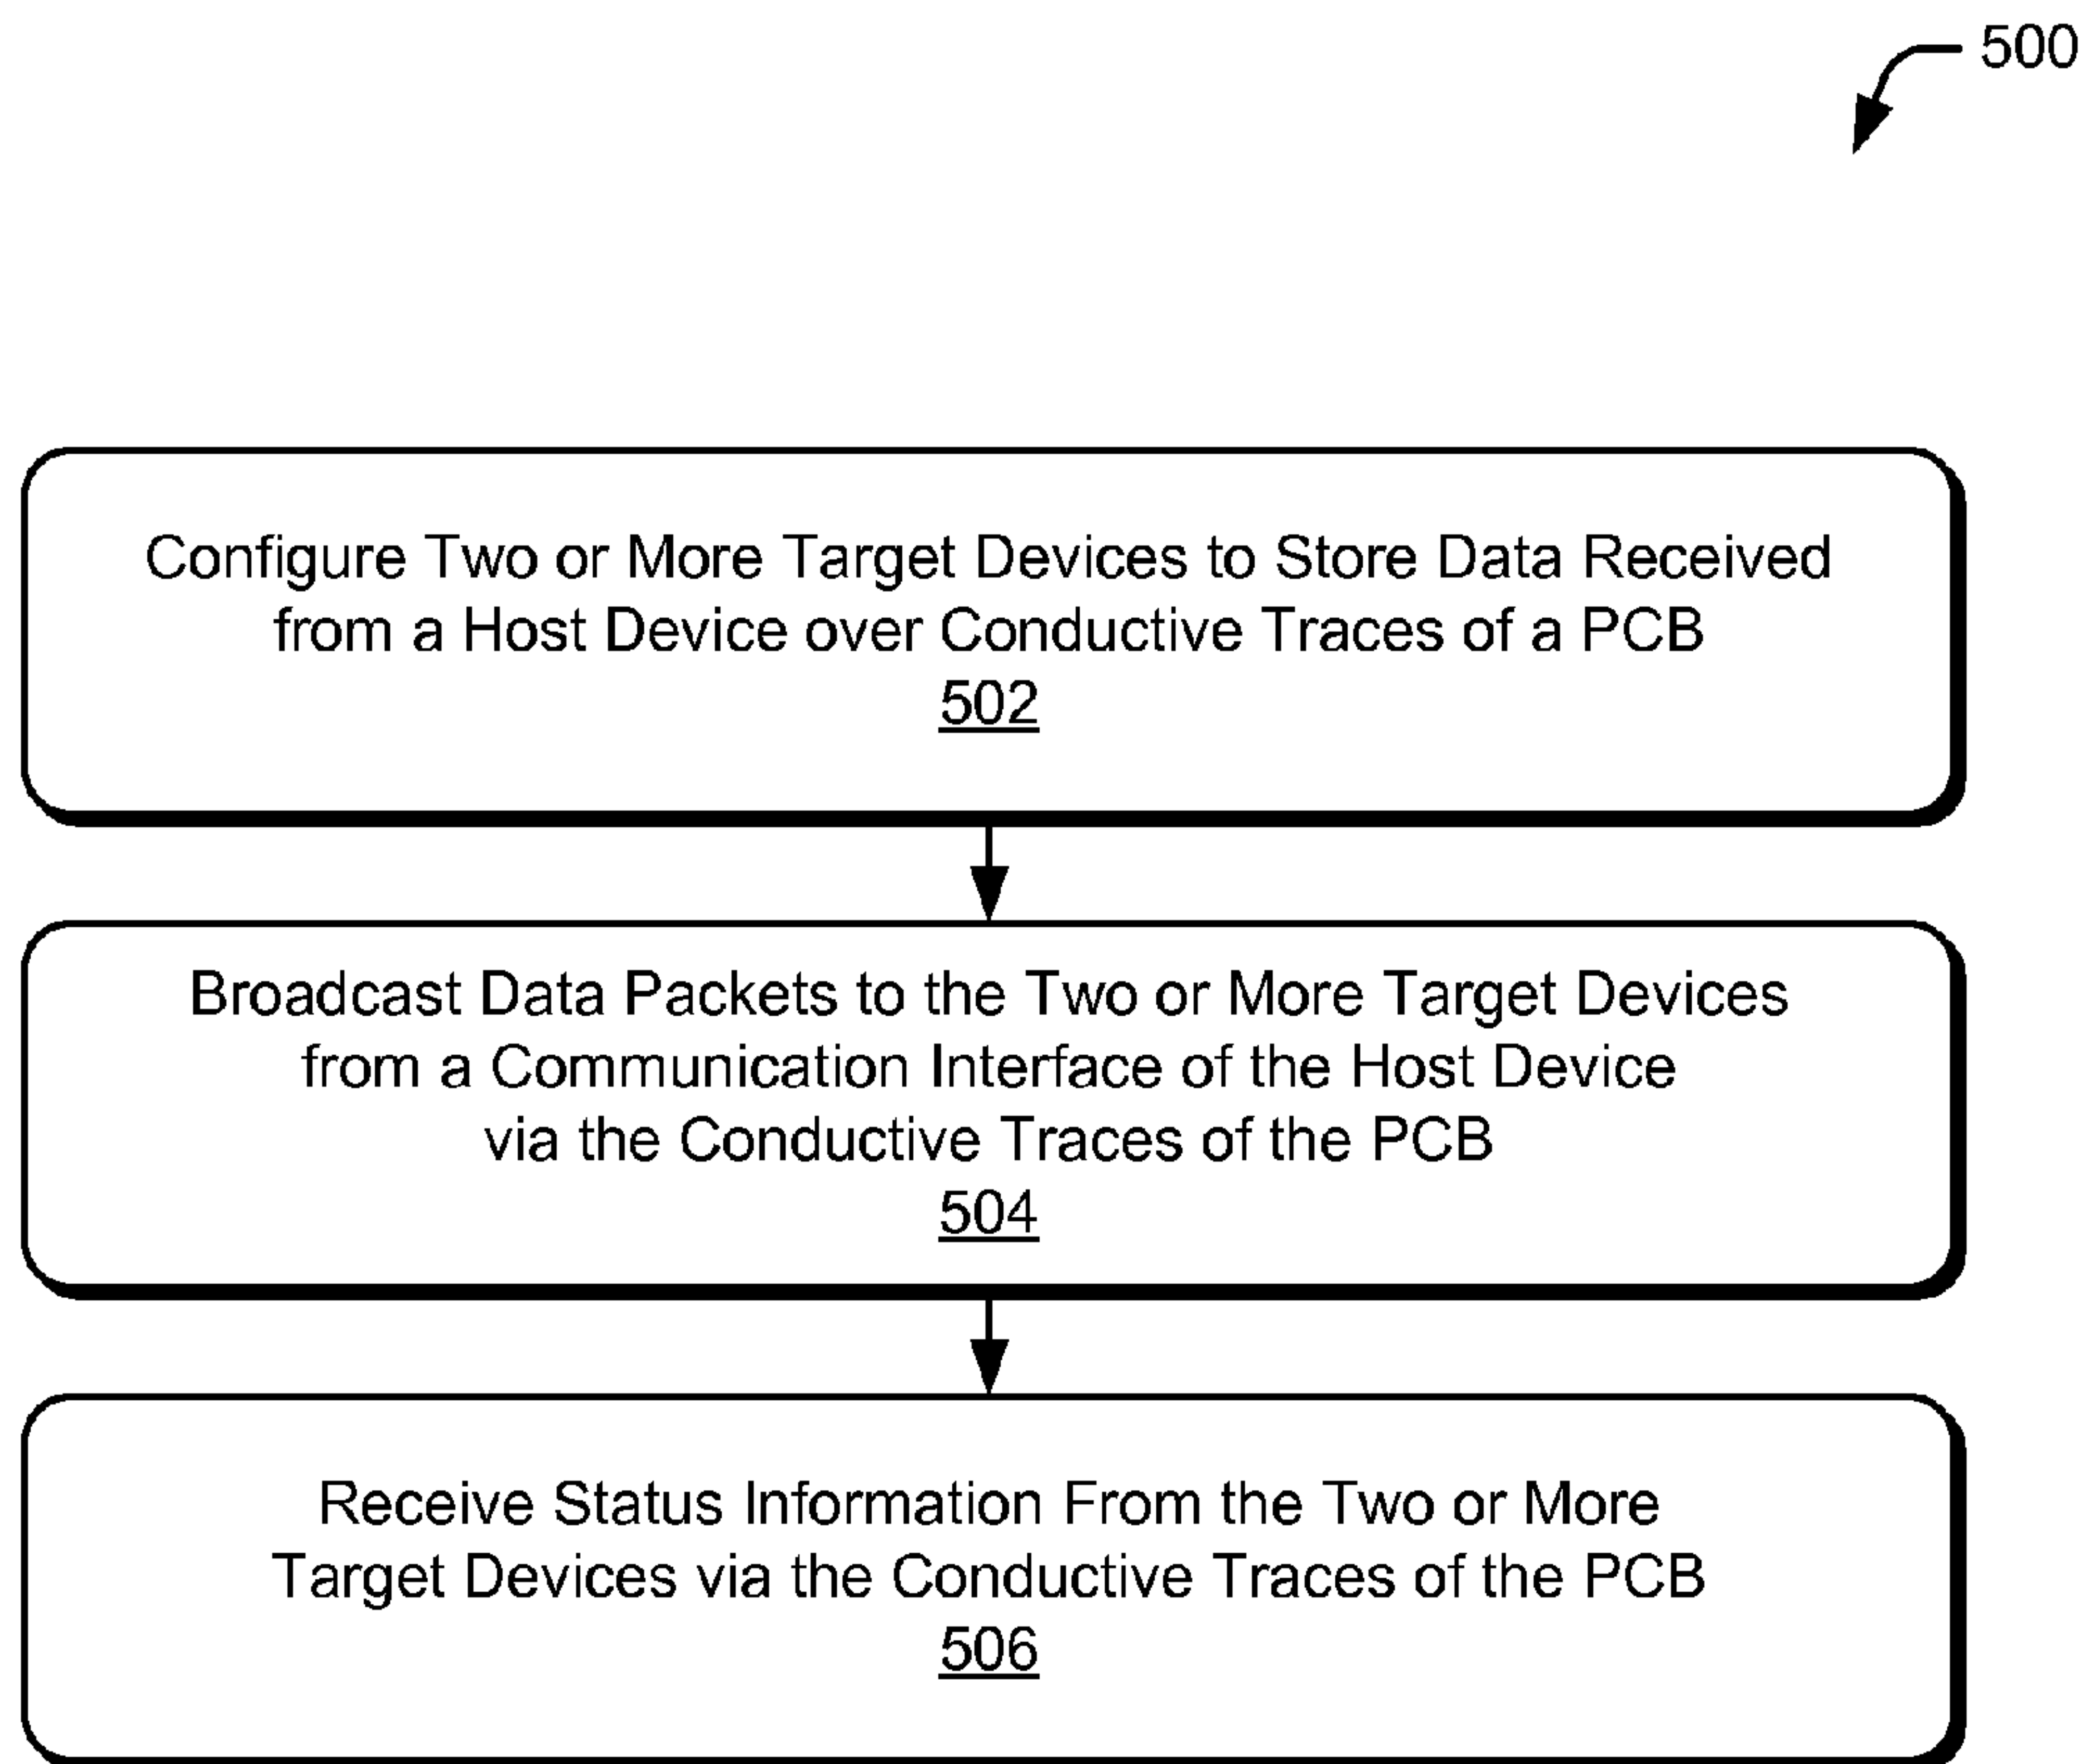 500
Configure Two or More Target Devices to Store Data Received
from a Host Device over Conductive Traces of a PCB
502
Broadcast Data Packets to the Two or More Target Devices
from a Communication Interface of the Host Device
via the Conductive Traces of the PCB
504
Receive Status Information From the Two or More
Target Devices via the Conductive Traces of the PCB
506